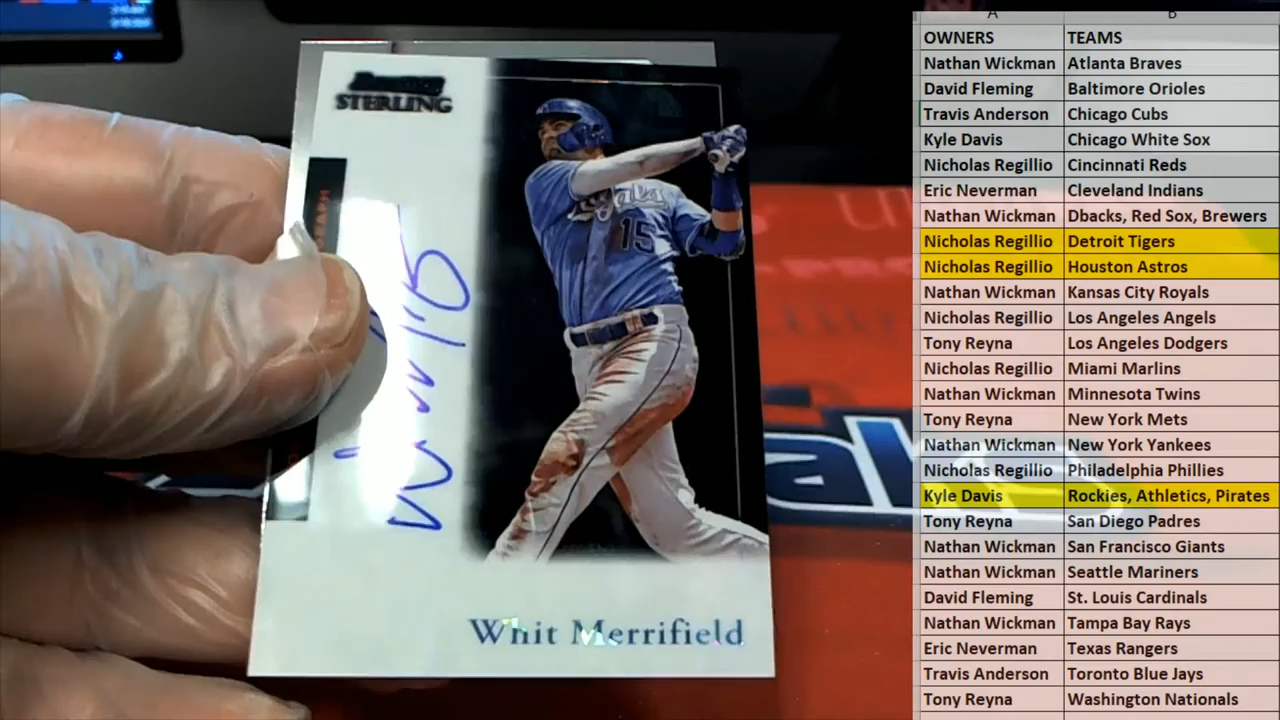 STERLING
Royals
15
Whit Merrifield
A B
OWNERS TEAMS
Nathan Wickman Atlanta Braves
David Fleming Baltimore Orioles
Travis Anderson Chicago Cubs
Kyle Davis Chicago White Sox
Nicholas Regillio Cincinnati Reds
Eric Neverman Cleveland Indians
Nathan Wickman Dbacks, Red Sox, Brewers
Nicholas Regillio Detroit Tigers
Nicholas Regillio Houston Astros
Nathan Wickman Kansas City Royals
Nicholas Regillio Los Angeles Angels
Tony Reyna Los Angeles Dodgers
Nicholas Regillio Miami Marlins
Nathan Wickman Minnesota Twins
Tony Reyna New York Mets
Nathan Wickman New York Yankees
Nicholas Regillio Philadelphia Phillies
Kyle Davis Rockies, Athletics, Pirates
Tony Reyna San Diego Padres
Nathan Wickman San Francisco Giants
Nathan Wickman Seattle Mariners
David Fleming St. Louis Cardinals
Nathan Wickman Tampa Bay Rays
Eric Neverman Texas Rangers
Travis Anderson Toronto Blue Jays
Tony Reyna Washington Nationals